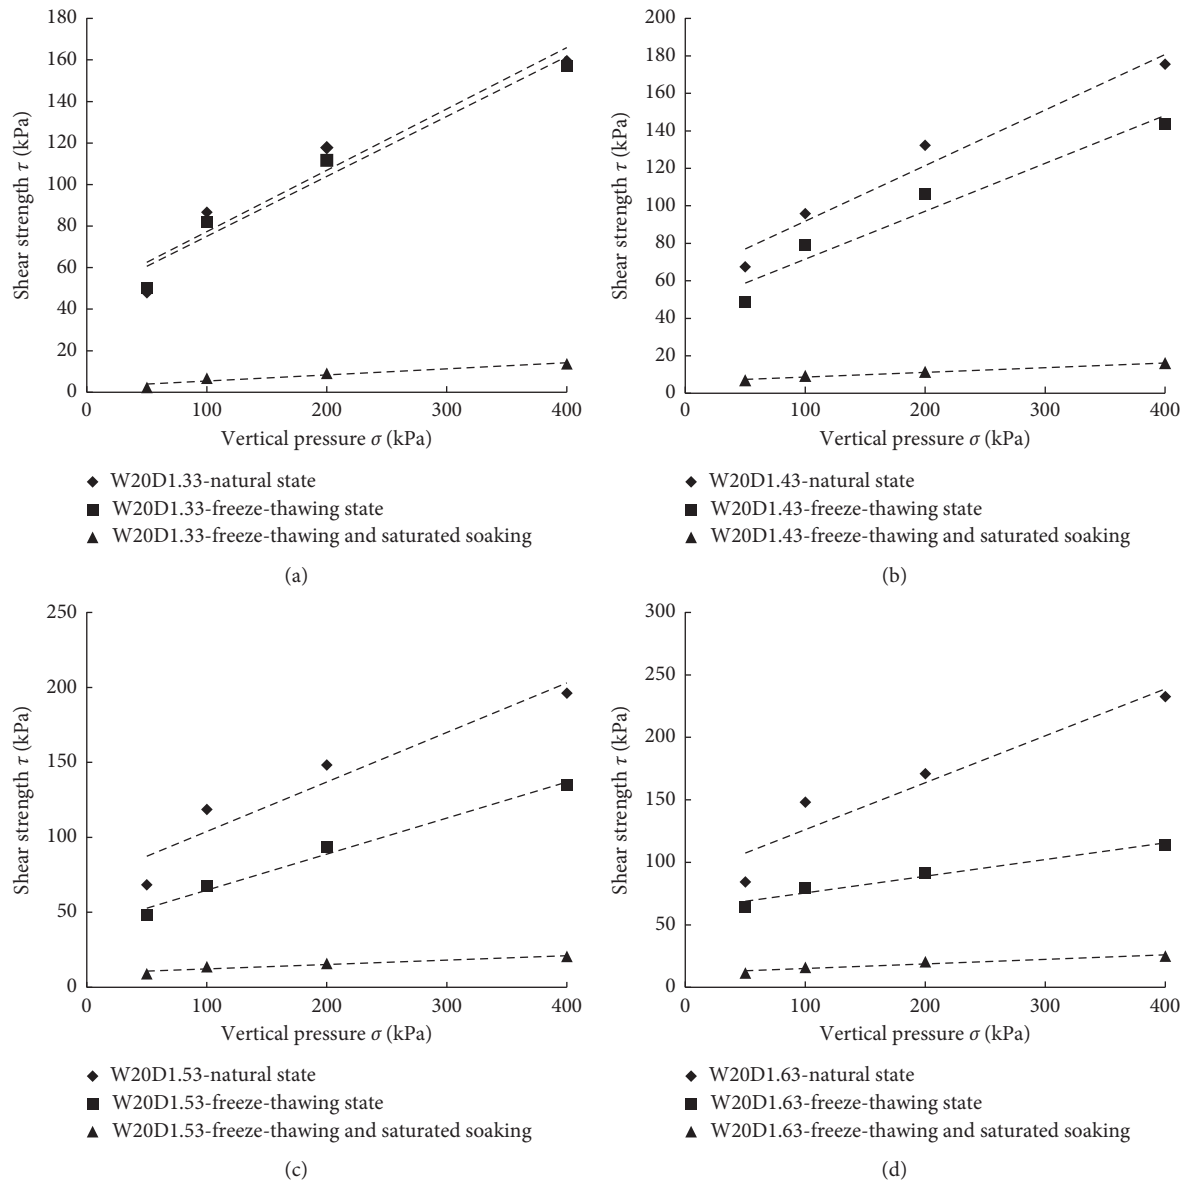 180
160
140
120
100
80
60
40
20
0
0 100 200 300 400
Shear strength τ (kPa)
Vertical pressure σ (kPa)
W20D1.33-natural state
W20D1.33-freeze-thawing state
W20D1.33-freeze-thawing and saturated soaking
(a)
200
180
160
140
120
100
80
60
40
20
0
0 100 200 300 400
Shear strength τ (kPa)
Vertical pressure σ (kPa)
W20D1.43-natural state
W20D1.43-freeze-thawing state
W20D1.43-freeze-thawing and saturated soaking
(b)
250
200
150
100
50
0
0 100 200 300 400
Shear strength τ (kPa)
Vertical pressure σ (kPa)
W20D1.53-natural state
W20D1.53-freeze-thawing state
W20D1.53-freeze-thawing and saturated soaking
(c)
300
250
200
150
100
50
0
0 100 200 300 400
Shear strength τ (kPa)
Vertical pressure σ (kPa)
W20D1.63-natural state
W20D1.63-freeze-thawing state
W20D1.63-freeze-thawing and saturated soaking
(d)